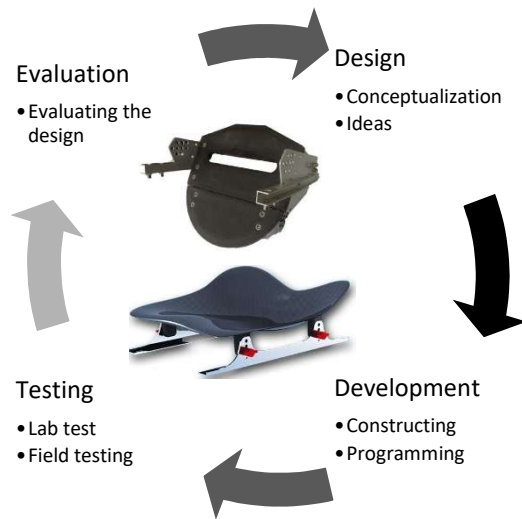 Evaluation
•Evaluating the
design
Design
•Conceptualization
•Ideas
Testing
•Lab test
•Field testing
Development
•Constructing
•Programming